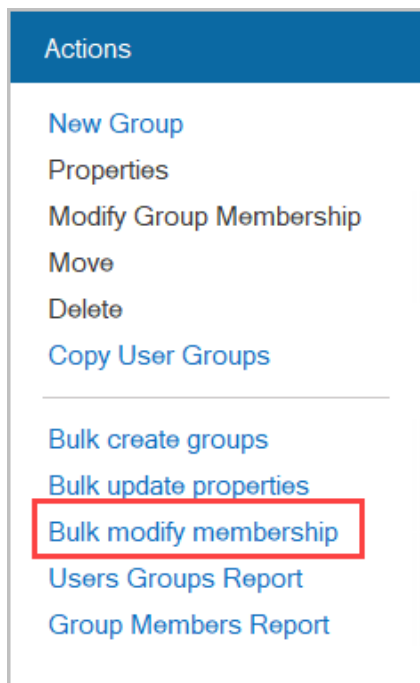 Actions
New Group
Properties
Modify Group Membership
Move
Delete
Copy User Groups
Bulk create groups
Bulk update properties
Bulk modify membership
Users Groups Report
Group Members Report